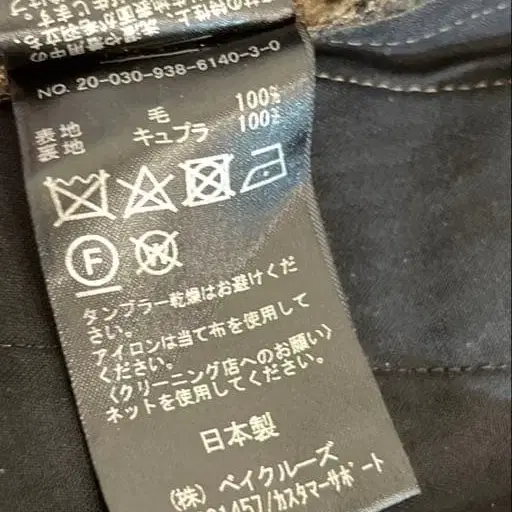 NO. 20-030-938-6140-3-0
表地 毛 100%
裏地 キュプラ 100%
F W
タンブラー乾燥はお避けくだ
さい。
アイロンは当て布を使用して
ください。
〈クリーニング店へのお願い〉
ネットを使用してください。
日本製
(株) ベイクルーズ
/カスタマーサポート